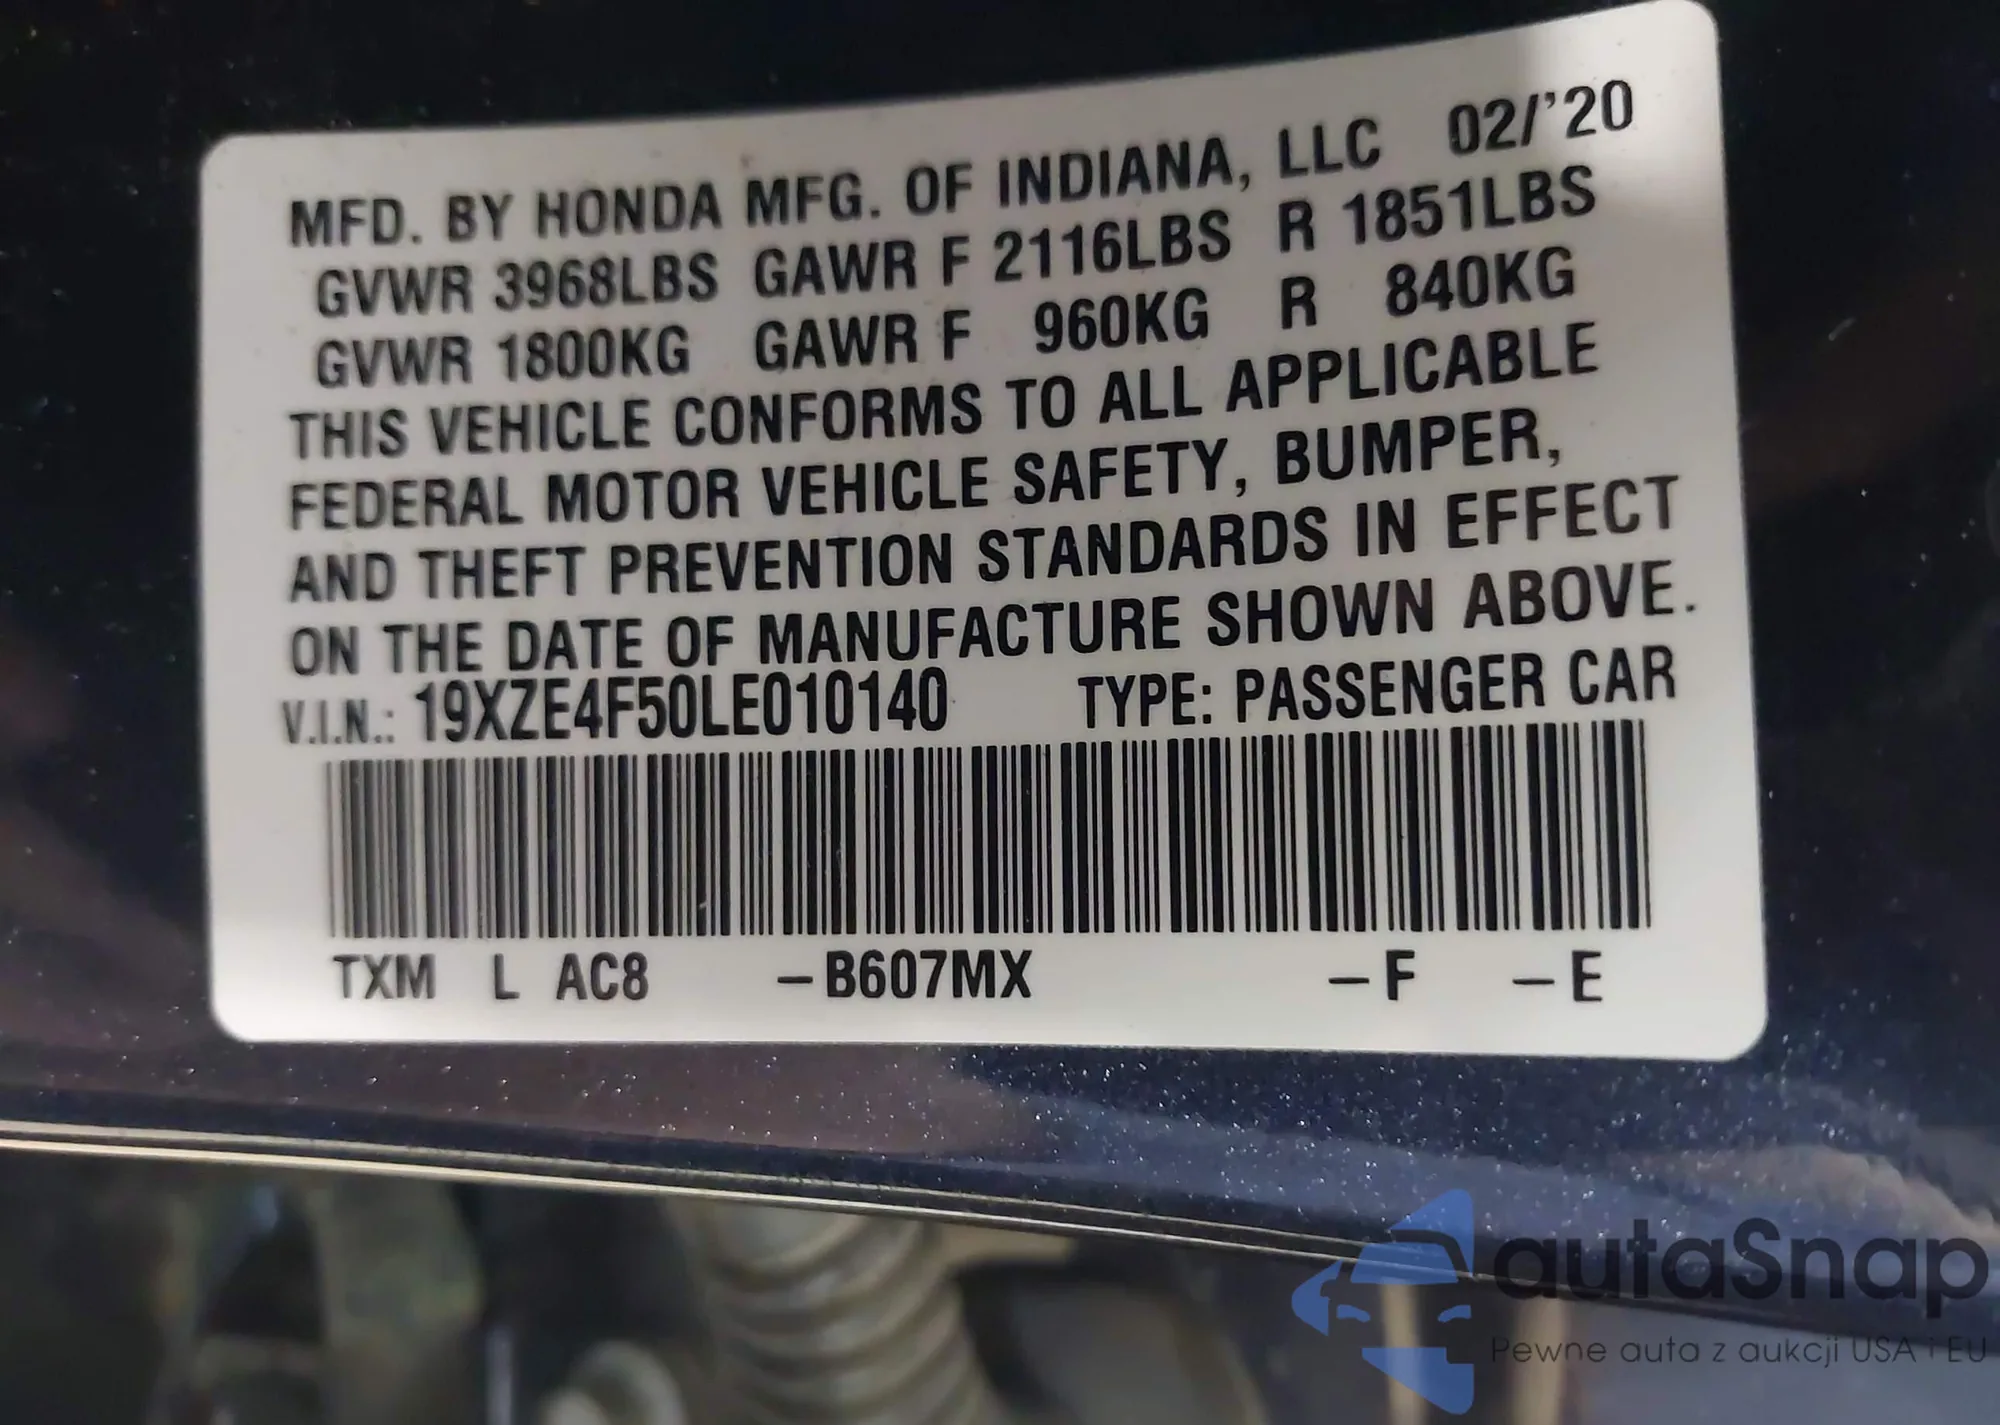 MFD. BY HONDA MFG. OF INDIANA, LLC 02/'20
GVWR 3968LBS GAWR F 2116LBS R 1851LBS
GVWR 1800KG GAWR F 960KG R 840KG
THIS VEHICLE CONFORMS TO ALL APPLICABLE
FEDERAL MOTOR VEHICLE SAFETY, BUMPER,
AND THEFT PREVENTION STANDARDS IN EFFECT
ON THE DATE OF MANUFACTURE SHOWN ABOVE.
V.I.N.: 19XZE4F50LE010140 TYPE: PASSENGER CAR
TXM L AC8 –B607MX –F –E
autaSnap
Pewne auta z aukcji USA i EU